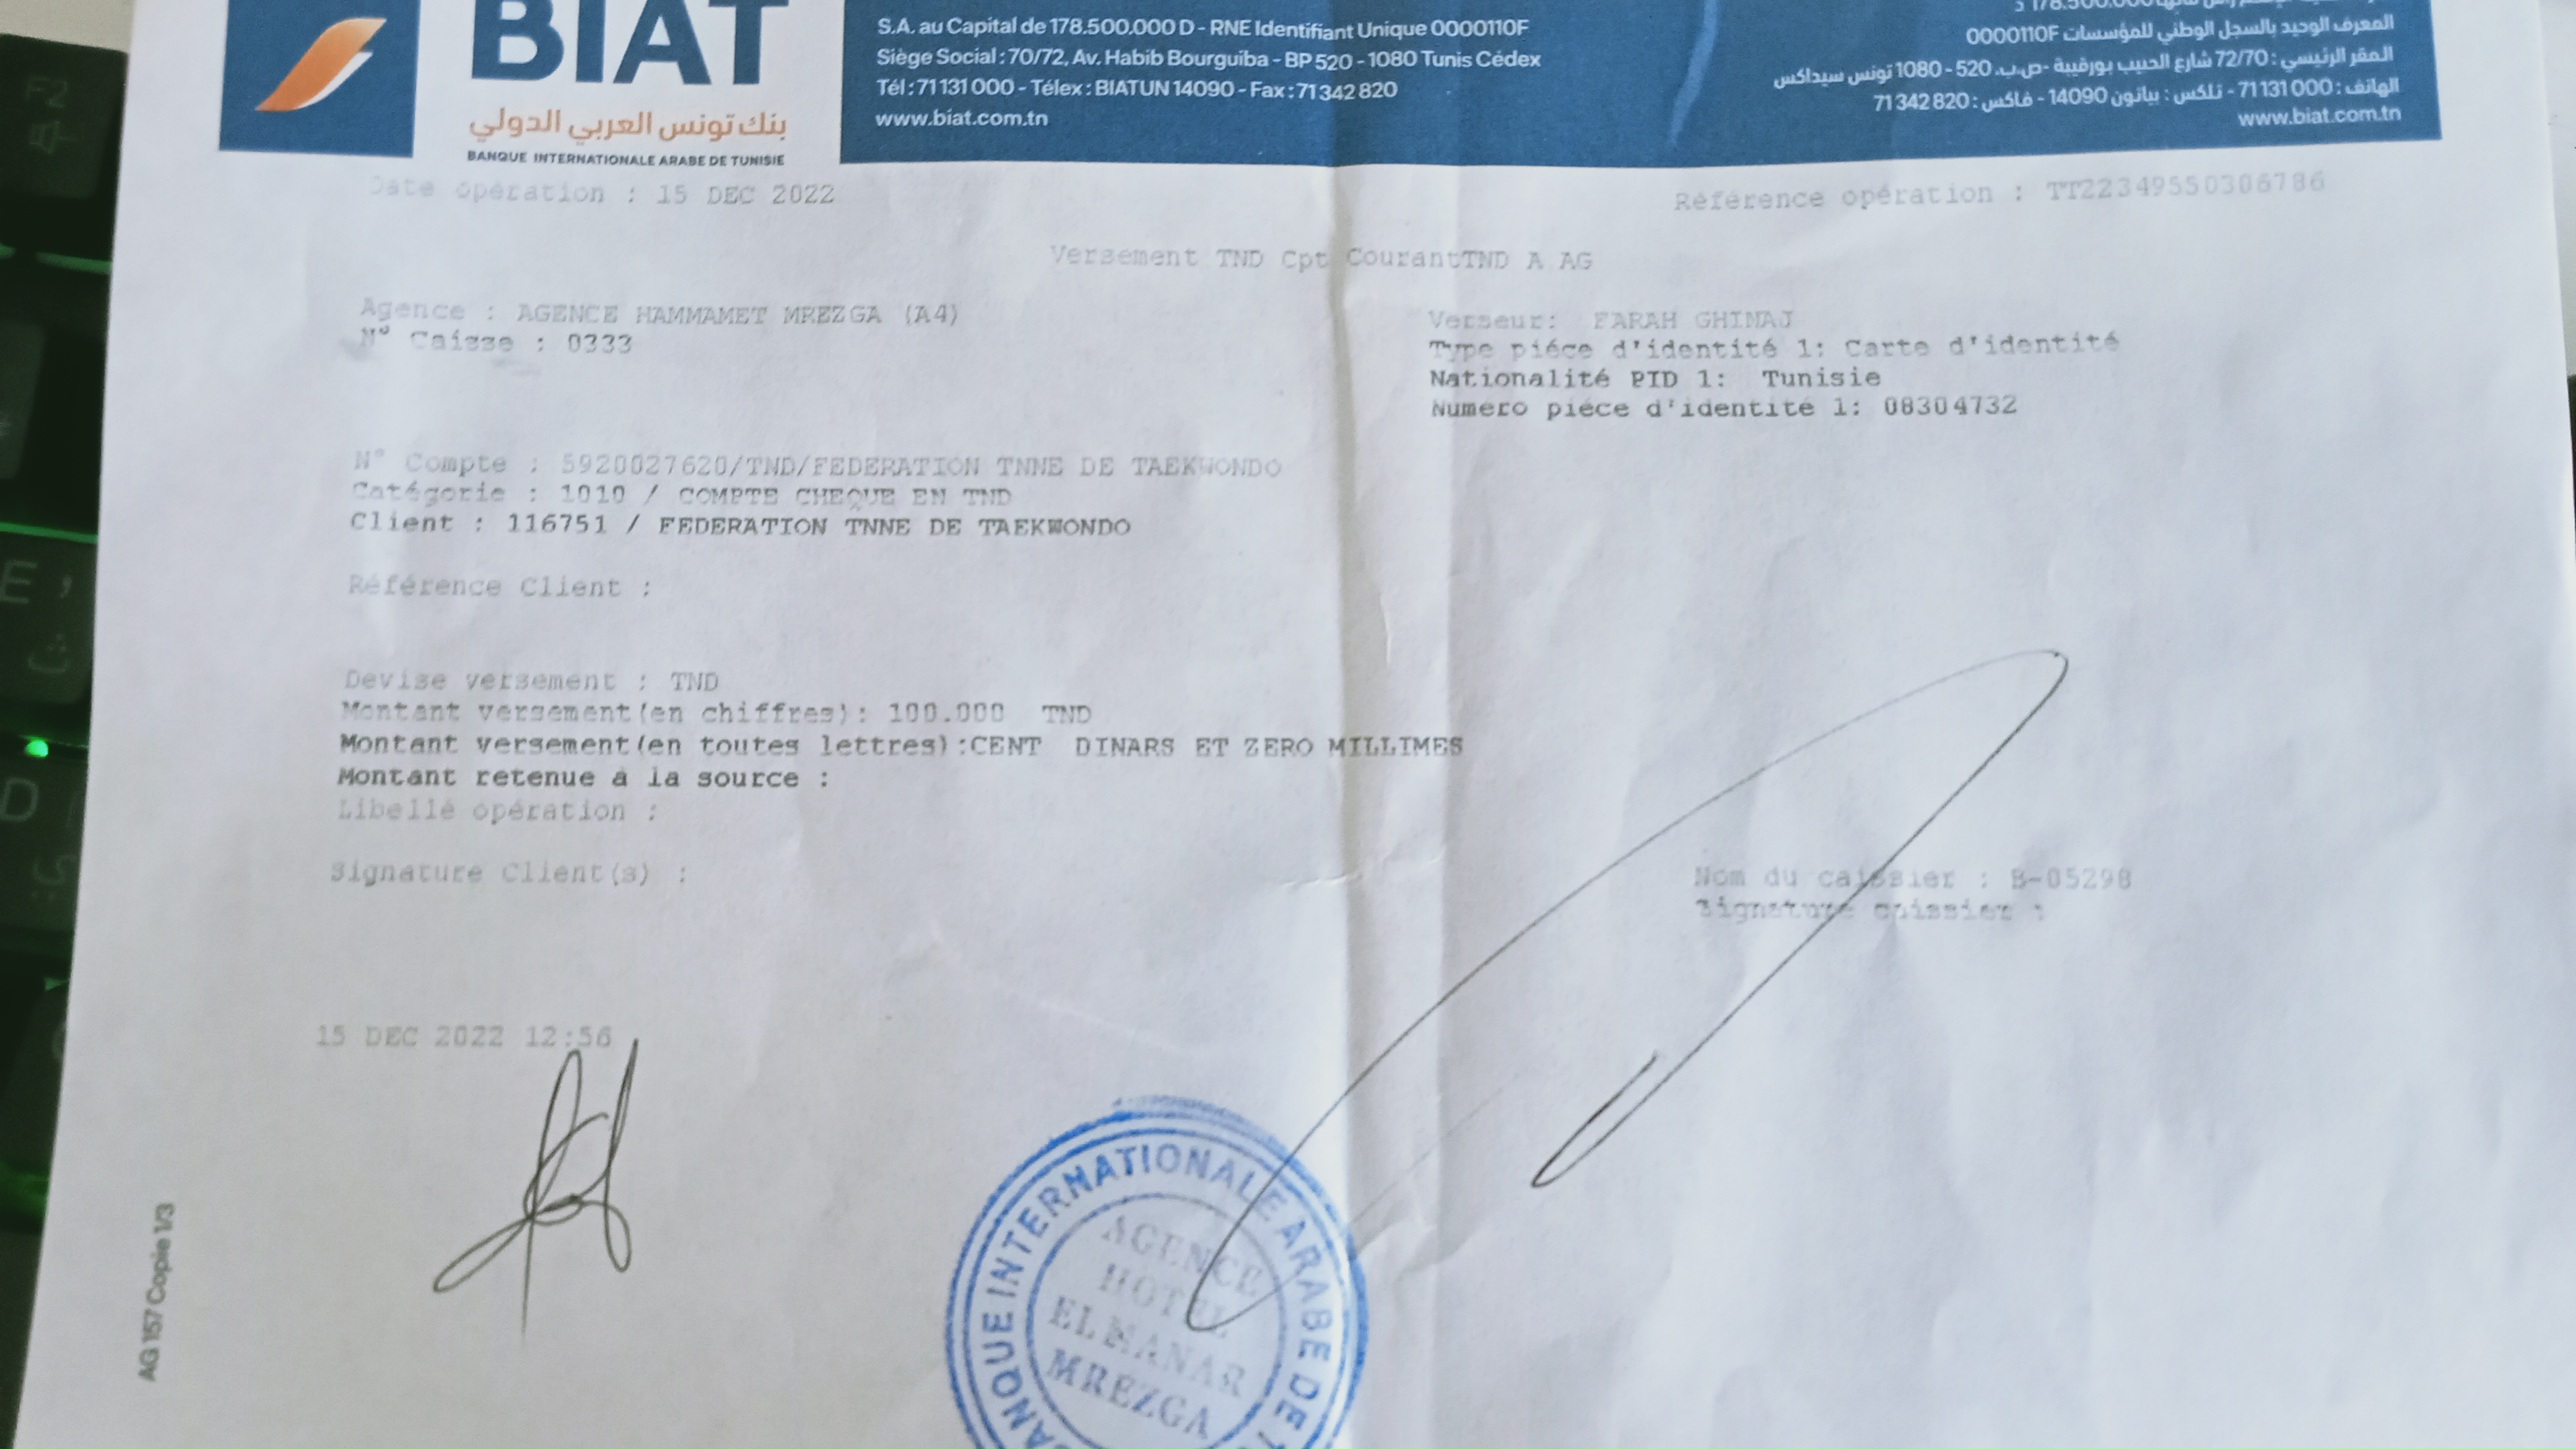 BIAT
بنك تونس العربي الدولي
BANQUE INTERNATIONALE ARABE DE TUNISIE
S.A. au Capital de 178.500.000 D - RNE Identifiant Unique 0000110F
Siège Social : 70/72, Av. Habib Bourguiba - BP 520 - 1080 Tunis Cédex
Tél : 71 131 000 - Télex : BIATUN 14090 - Fax : 71 342 820
www.biat.com.tn
المعرف الوحيد بالسجل الوطني للمؤسسات 0000110F
المقر الرئيسي : 72/70 شارع الحبيب بورقيبة -ص.ب. 520 - 1080 تونس سيداكس
الهاتف : 71 131 000 - تلكس : بياتون 14090 - فاكس : 71 342 820
www.biat.com.tn
Date opération : 15 DEC 2022
Référence opération : TT22349550306786
Versement TND Cpt CourantTND A AG
Agence : AGENCE HAMMAMET MREZGA (A4)
N° Caisse : 0333
Verseur: FARAH GHINAJ
Type piéce d'identité 1: Carte d'identité
Nationalité PID 1: Tunisie
Numero piéce d'identité 1: 08304732
N° Compte : 5920027620/TND/FEDERATION TNNE DE TAEKWONDO
Catégorie : 1010 / COMPTE CHEQUE EN TND
Client : 116751 / FEDERATION TNNE DE TAEKWONDO
Référence Client :
Devise versement : TND
Montant versement(en chiffres): 100.000 TND
Montant versement(en toutes lettres):CENT DINARS ET ZERO MILLIMES
Montant retenue à la source :
Libellé opération :
Signature Client(s) :
Nom du caissier : B-05298
Signature caissier :
15 DEC 2022 12:56
BANQUE INTERNATIONALE ARABE DE
AGENCE
HOTEL
EL MANAR
MREZGA
AG 157 Copie 1/3
F2
E
D